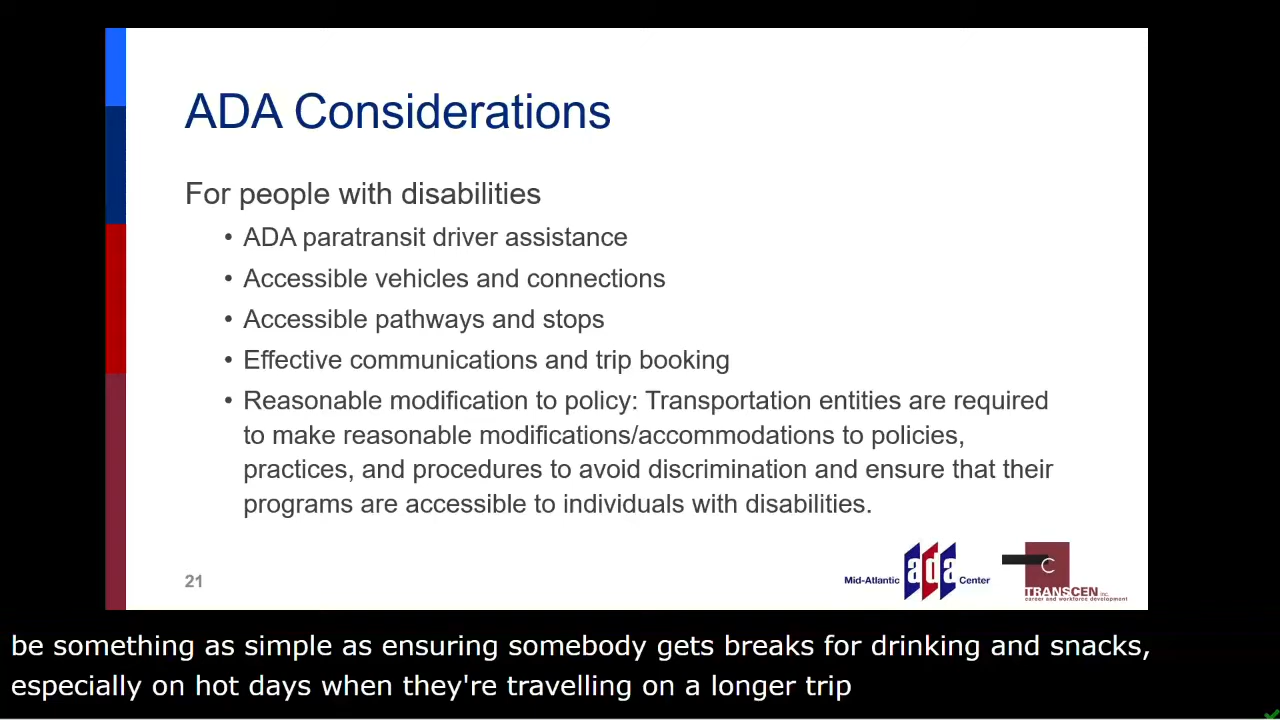 ADA Considerations
For people with disabilities
• ADA paratransit driver assistance
• Accessible vehicles and connections
• Accessible pathways and stops
• Effective communications and trip booking
• Reasonable modification to policy: Transportation entities are required
to make reasonable modifications/accommodations to policies,
practices, and procedures to avoid discrimination and ensure that their
programs are accessible to individuals with disabilities.
21
Mid-Atlantic ada Center
C
TRANSCEN inc.
career and workforce development
be something as simple as ensuring somebody gets breaks for drinking and snacks,
especially on hot days when they're travelling on a longer trip